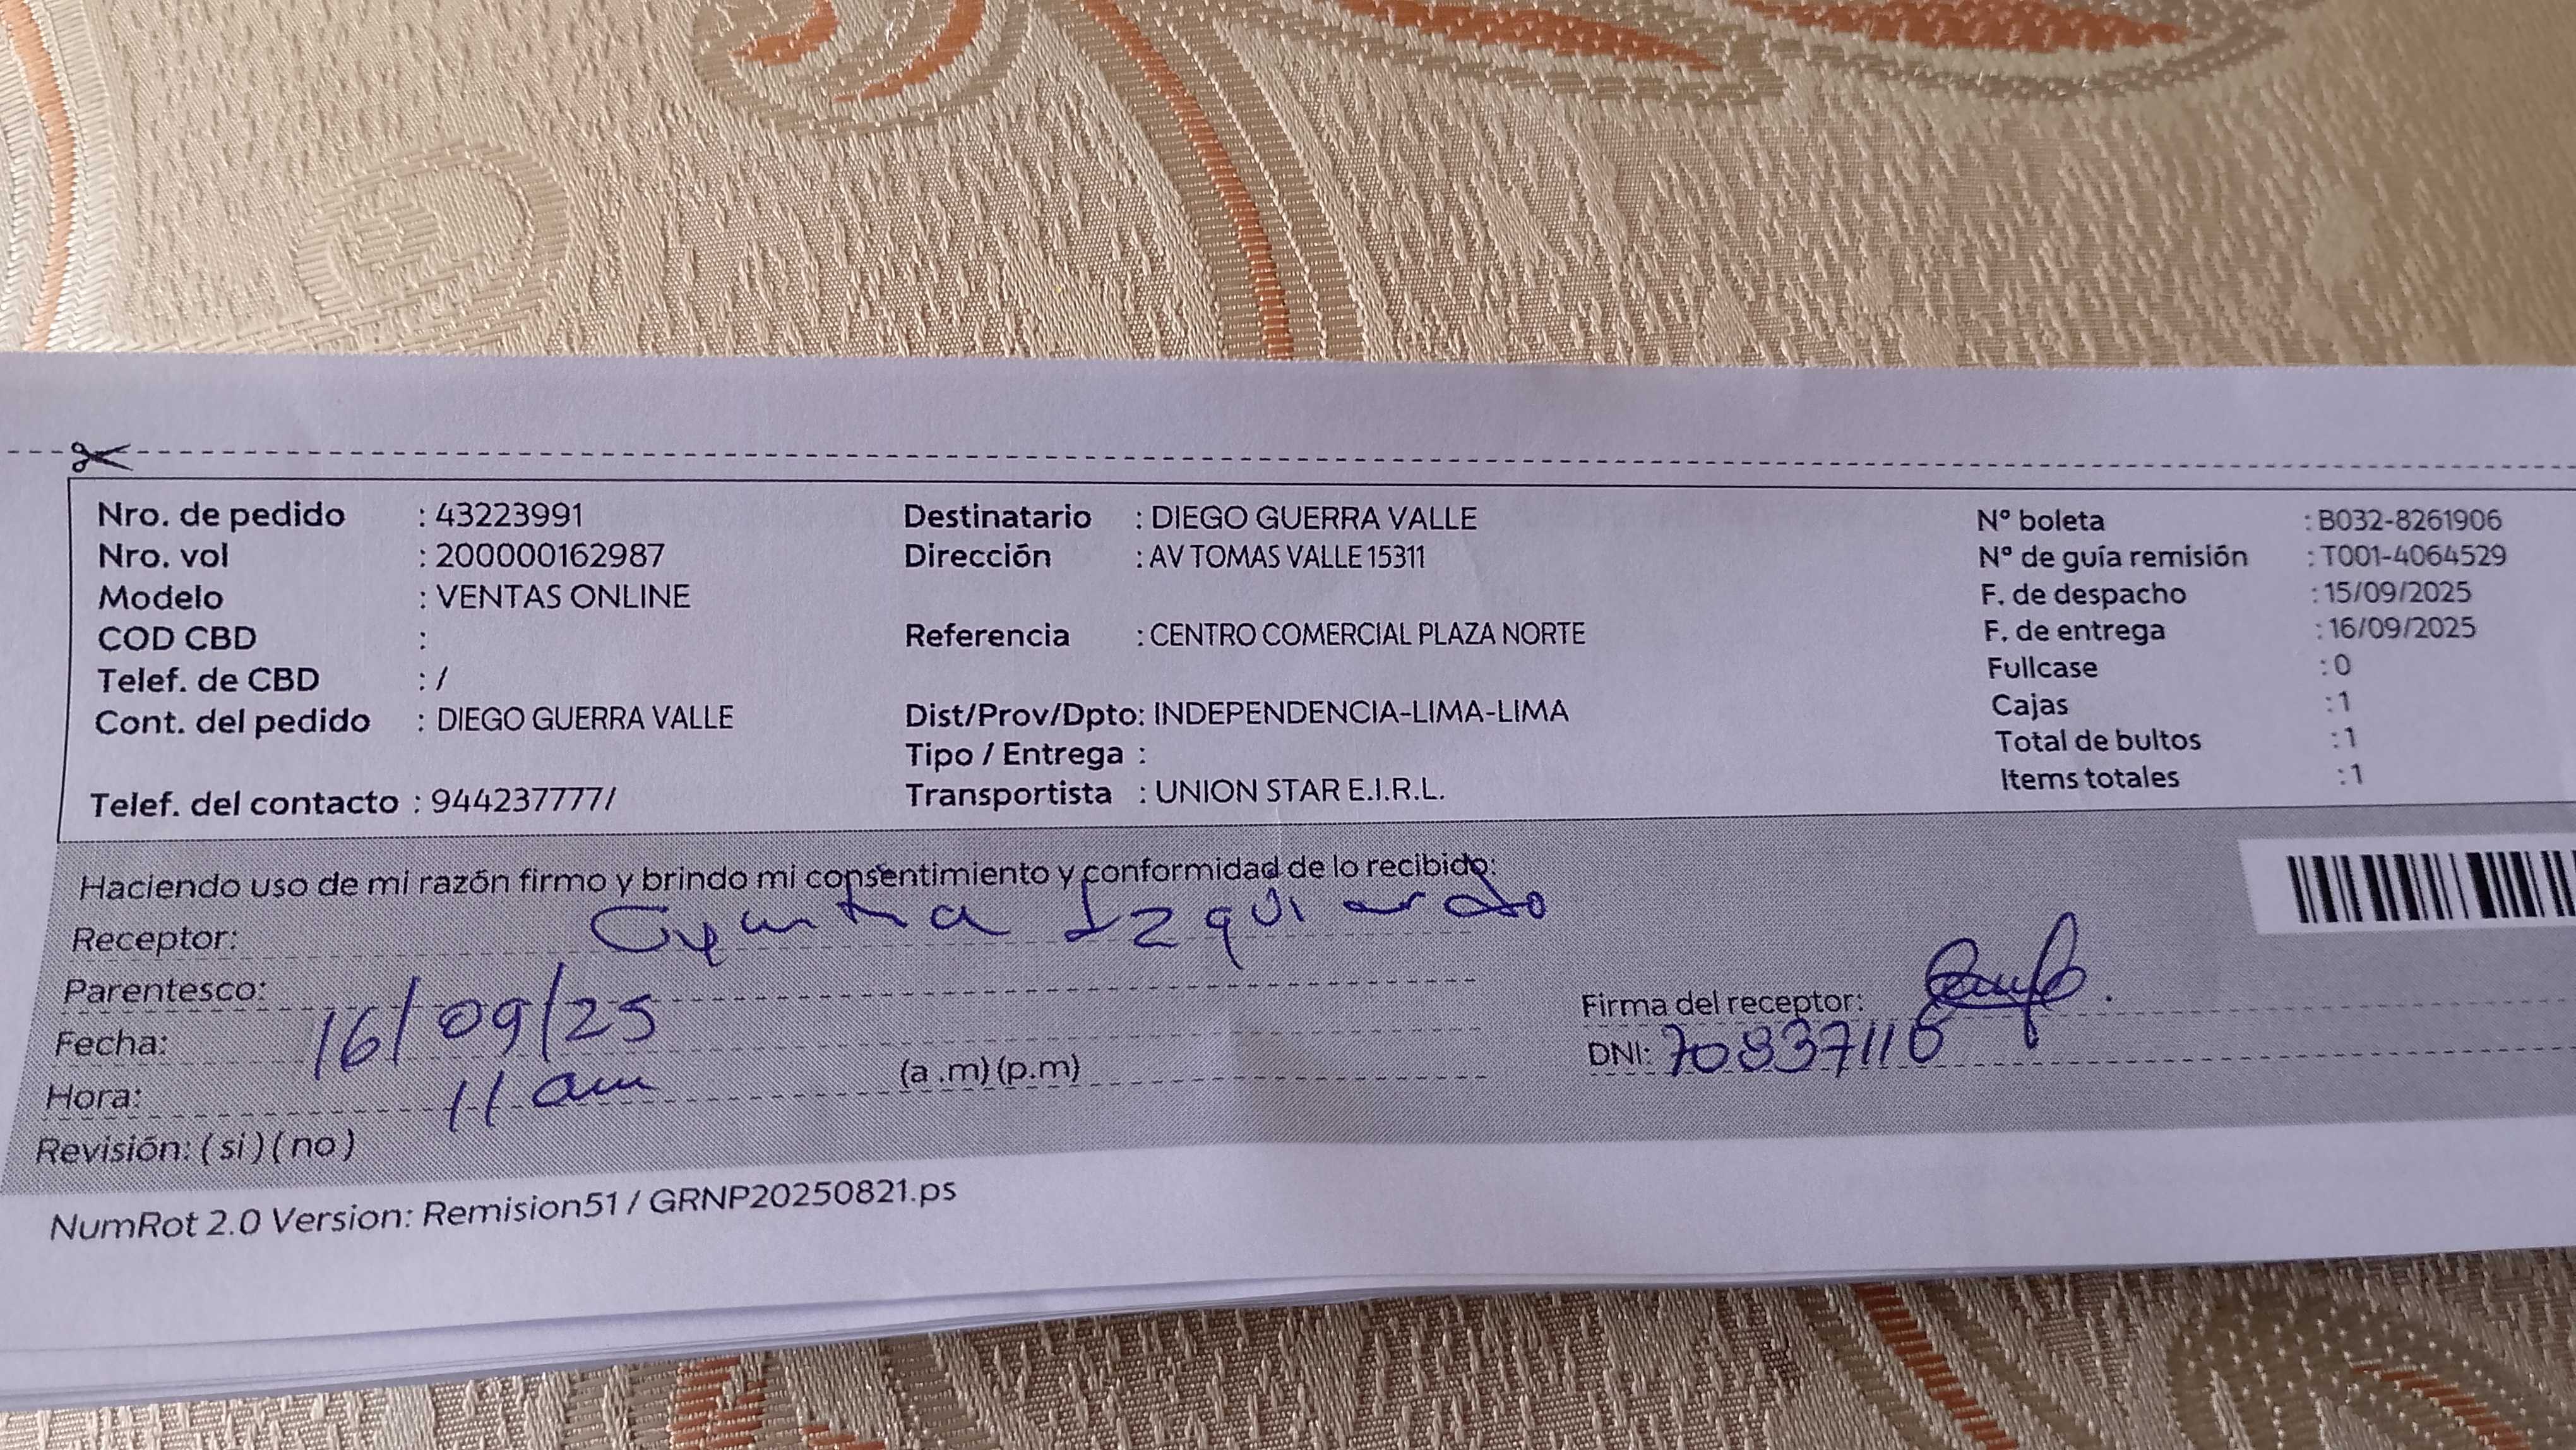 Nro. de pedido : 43223991
Nro. vol : 200000162987
Modelo : VENTAS ONLINE
COD CBD :
Telef. de CBD : /
Cont. del pedido : DIEGO GUERRA VALLE
Telef. del contacto : 944237777/
Destinatario : DIEGO GUERRA VALLE
Dirección : AV TOMAS VALLE 15311
Referencia : CENTRO COMERCIAL PLAZA NORTE
Dist/Prov/Dpto: INDEPENDENCIA-LIMA-LIMA
Tipo / Entrega :
Transportista : UNION STAR E.I.R.L.
Nº boleta : B032-8261906
Nº de guía remisión : T001-4064529
F. de despacho : 15/09/2025
F. de entrega : 16/09/2025
Fullcase : 0
Cajas : 1
Total de bultos : 1
Items totales : 1
Haciendo uso de mi razón firmo y brindo mi consentimiento y conformidad de lo recibido:
Receptor: Izquierdo
Parentesco:
Fecha: 16/09/25
Hora: 11 am (a .m) (p.m)
Revisión: ( si ) ( no )
Firma del receptor:
DNI: 70837110
NumRot 2.0 Version: Remision51 / GRNP20250821.ps